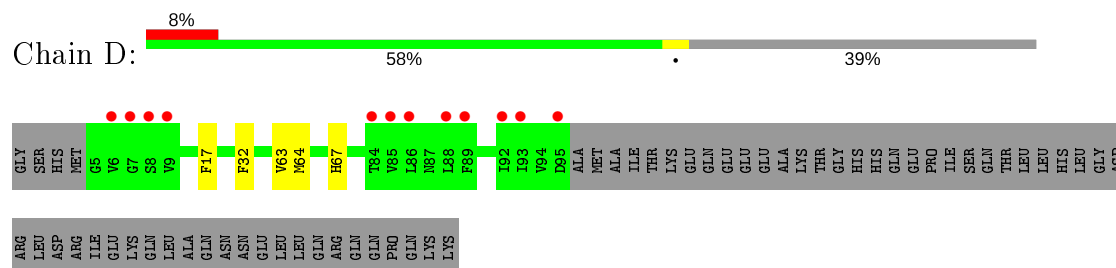 8%
Chain D:
58% • 39%
GLY SER HIS MET G5 V6 G7 S8 V9 F17 F32 V63 M64 H67 T84 V85 L86 N87 L88 F89 I92 I93 V94 D95 ALA MET ALA ILE THR LYS GLU GLN GLU GLU GLU ALA LYS THR GLY HIS HIS GLN GLU PRO ILE SER GLN THR LEU LEU HIS LEU GLY
ARG LEU ASP ARG ILE GLU LYS GLN LEU ALA GLN ASN ASN GLU LEU LEU GLN ARG GLN GLN PRO GLN LYS LYS